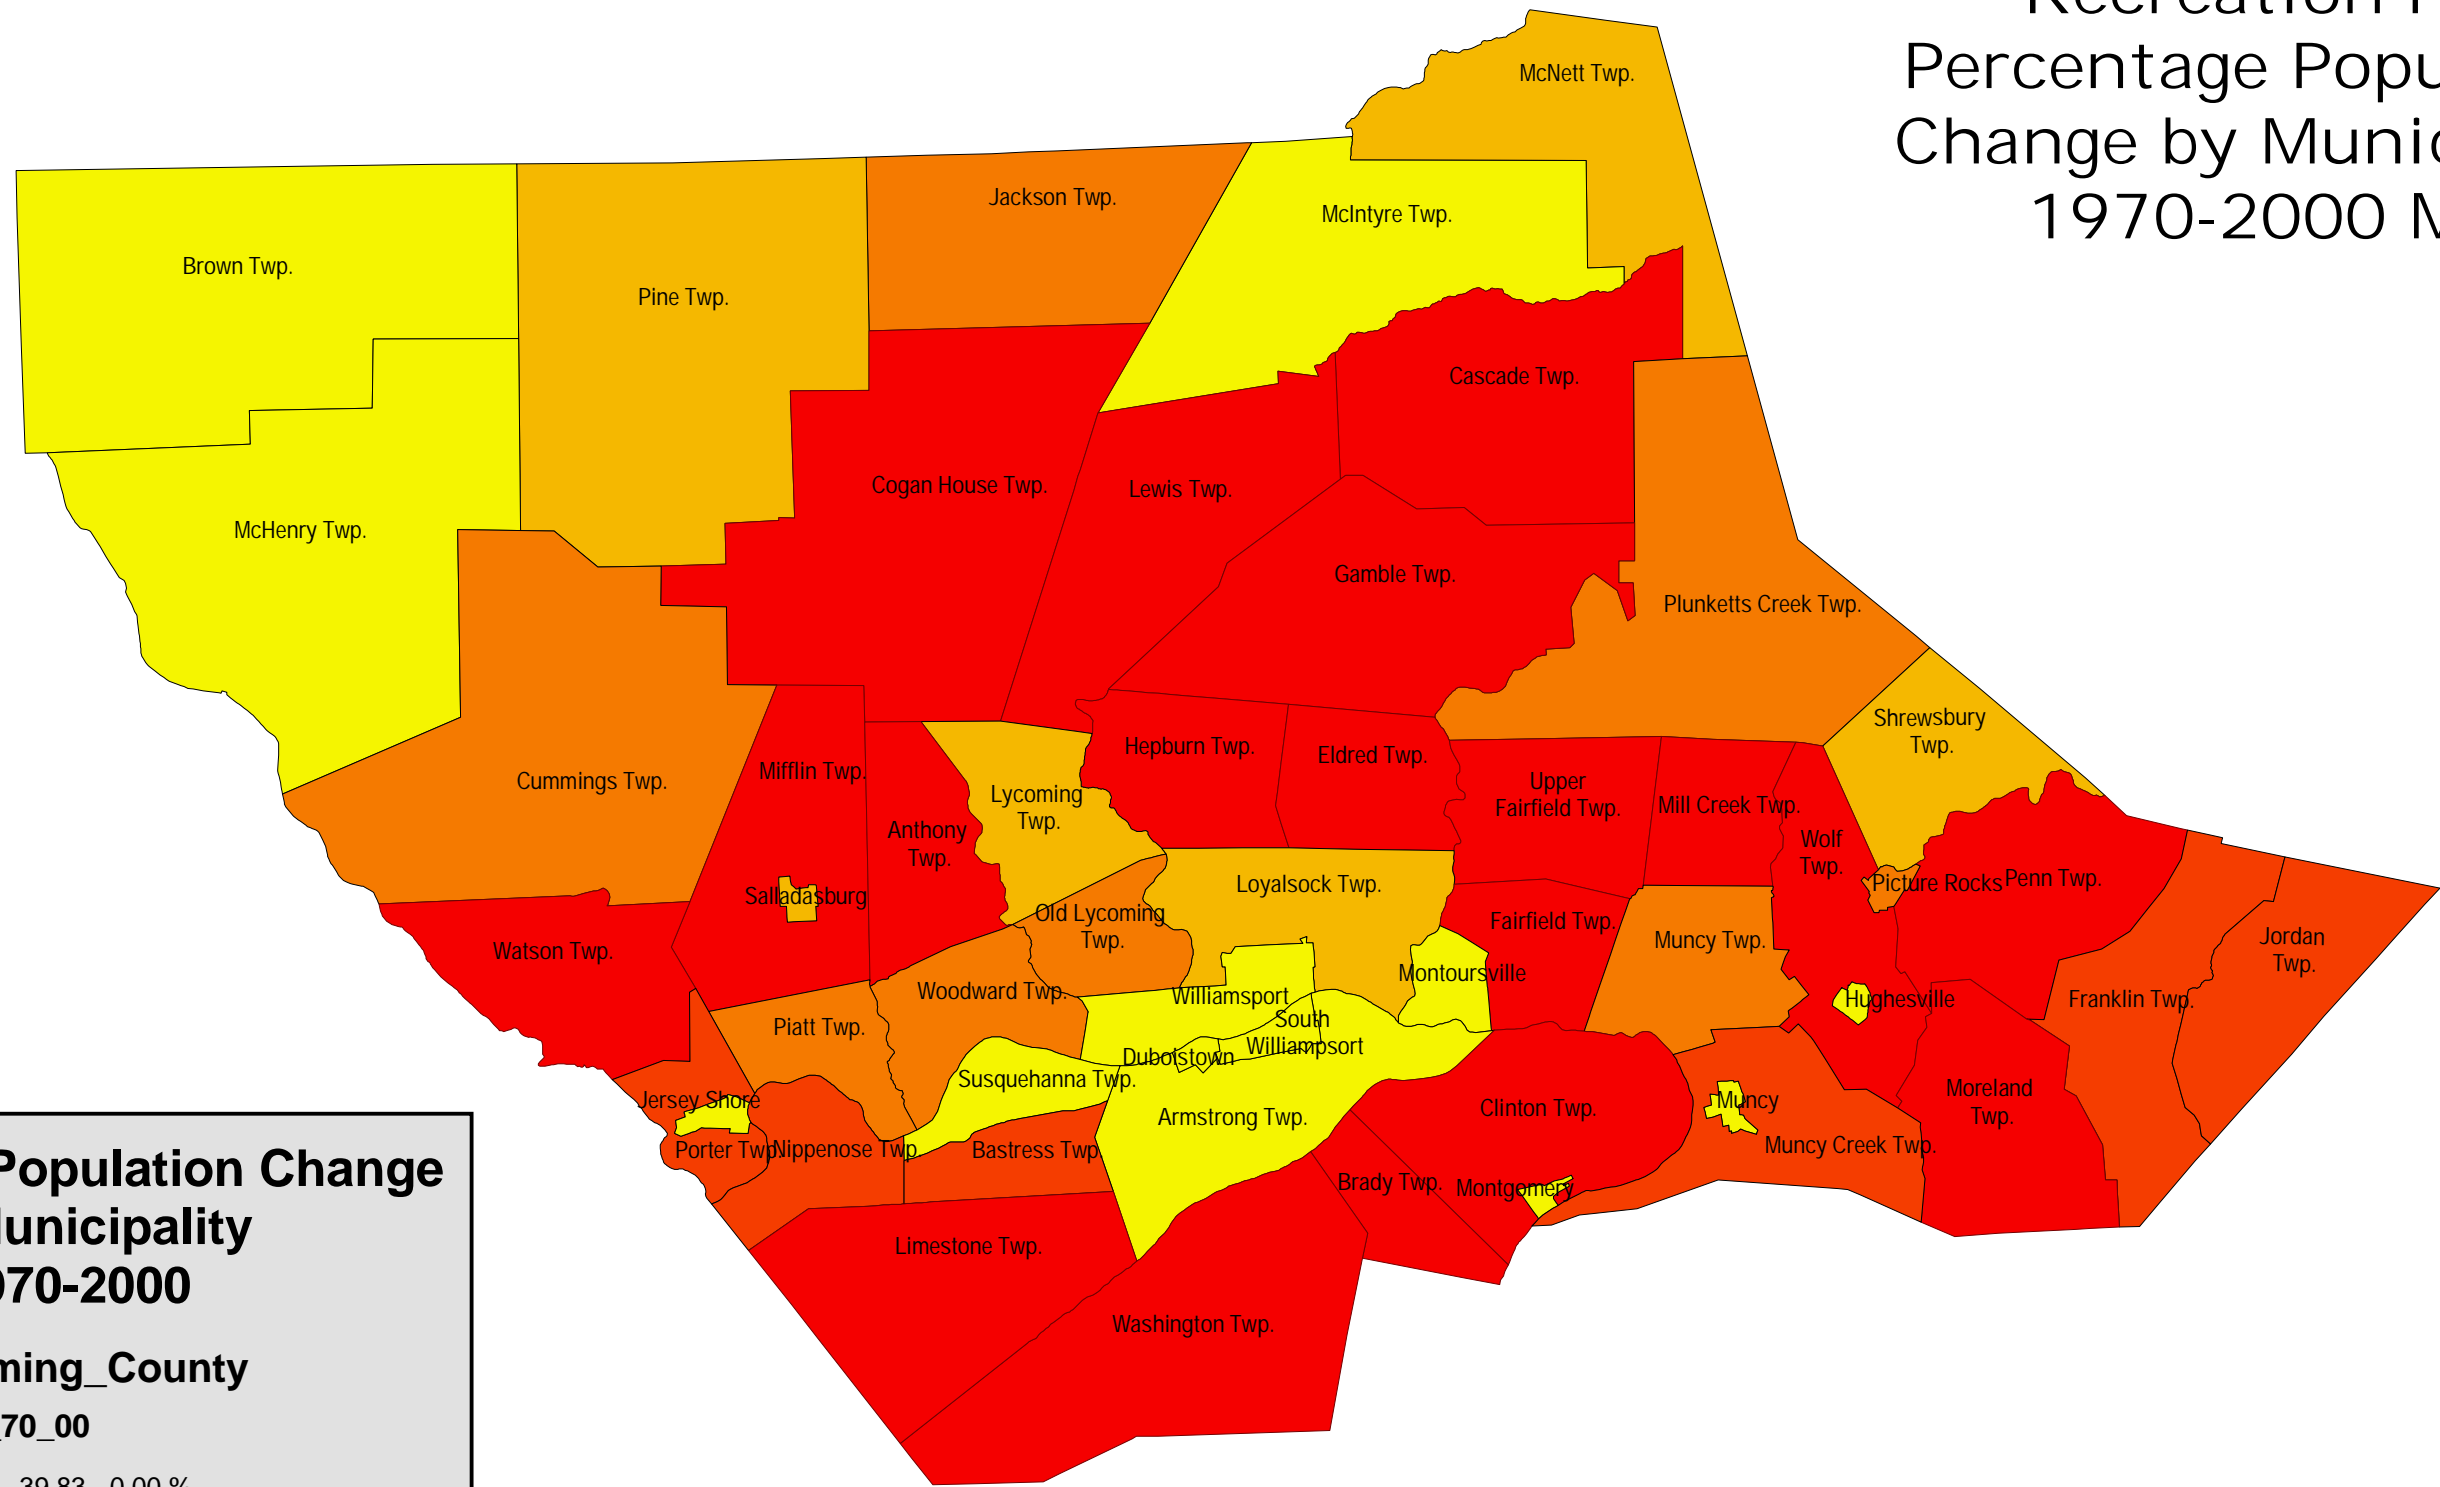 Percentage Popu
Change by Munic
1970-2000 M
McNett Twp.
Jackson Twp.
McIntyre Twp.
Brown Twp.
Pine Twp.
Cascade Twp.
Cogan House Twp.
Lewis Twp.
McHenry Twp.
Gamble Twp.
Plunketts Creek Twp.
Shrewsbury
Twp.
Hepburn Twp.
Eldred Twp.
Cummings Twp.
Mifflin Twp.
Upper
Fairfield Twp.
Mill Creek Twp.
Lycoming
Twp.
Anthony
Twp.
Wolf
Twp.
Loyalsock Twp.
Picture Rocks
Penn Twp.
Salladasburg
Old Lycoming
Twp.
Fairfield Twp.
Muncy Twp.
Jordan
Twp.
Watson Twp.
Montoursville
Woodward Twp.
Williamsport
Hughesville
Franklin Twp.
Piatt Twp.
South
Williampsort
Duboistown
Susquehanna Twp.
Moreland
Twp.
Jersey Shore
Armstrong Twp.
Clinton Twp.
Muncy
Porter Twp.
Nippenose Twp.
Bastress Twp.
Muncy Creek Twp.
Brady Twp.
Montgomery
Limestone Twp.
Washington Twp.
Population Change
unicipality
970-2000
ming_County
70_00